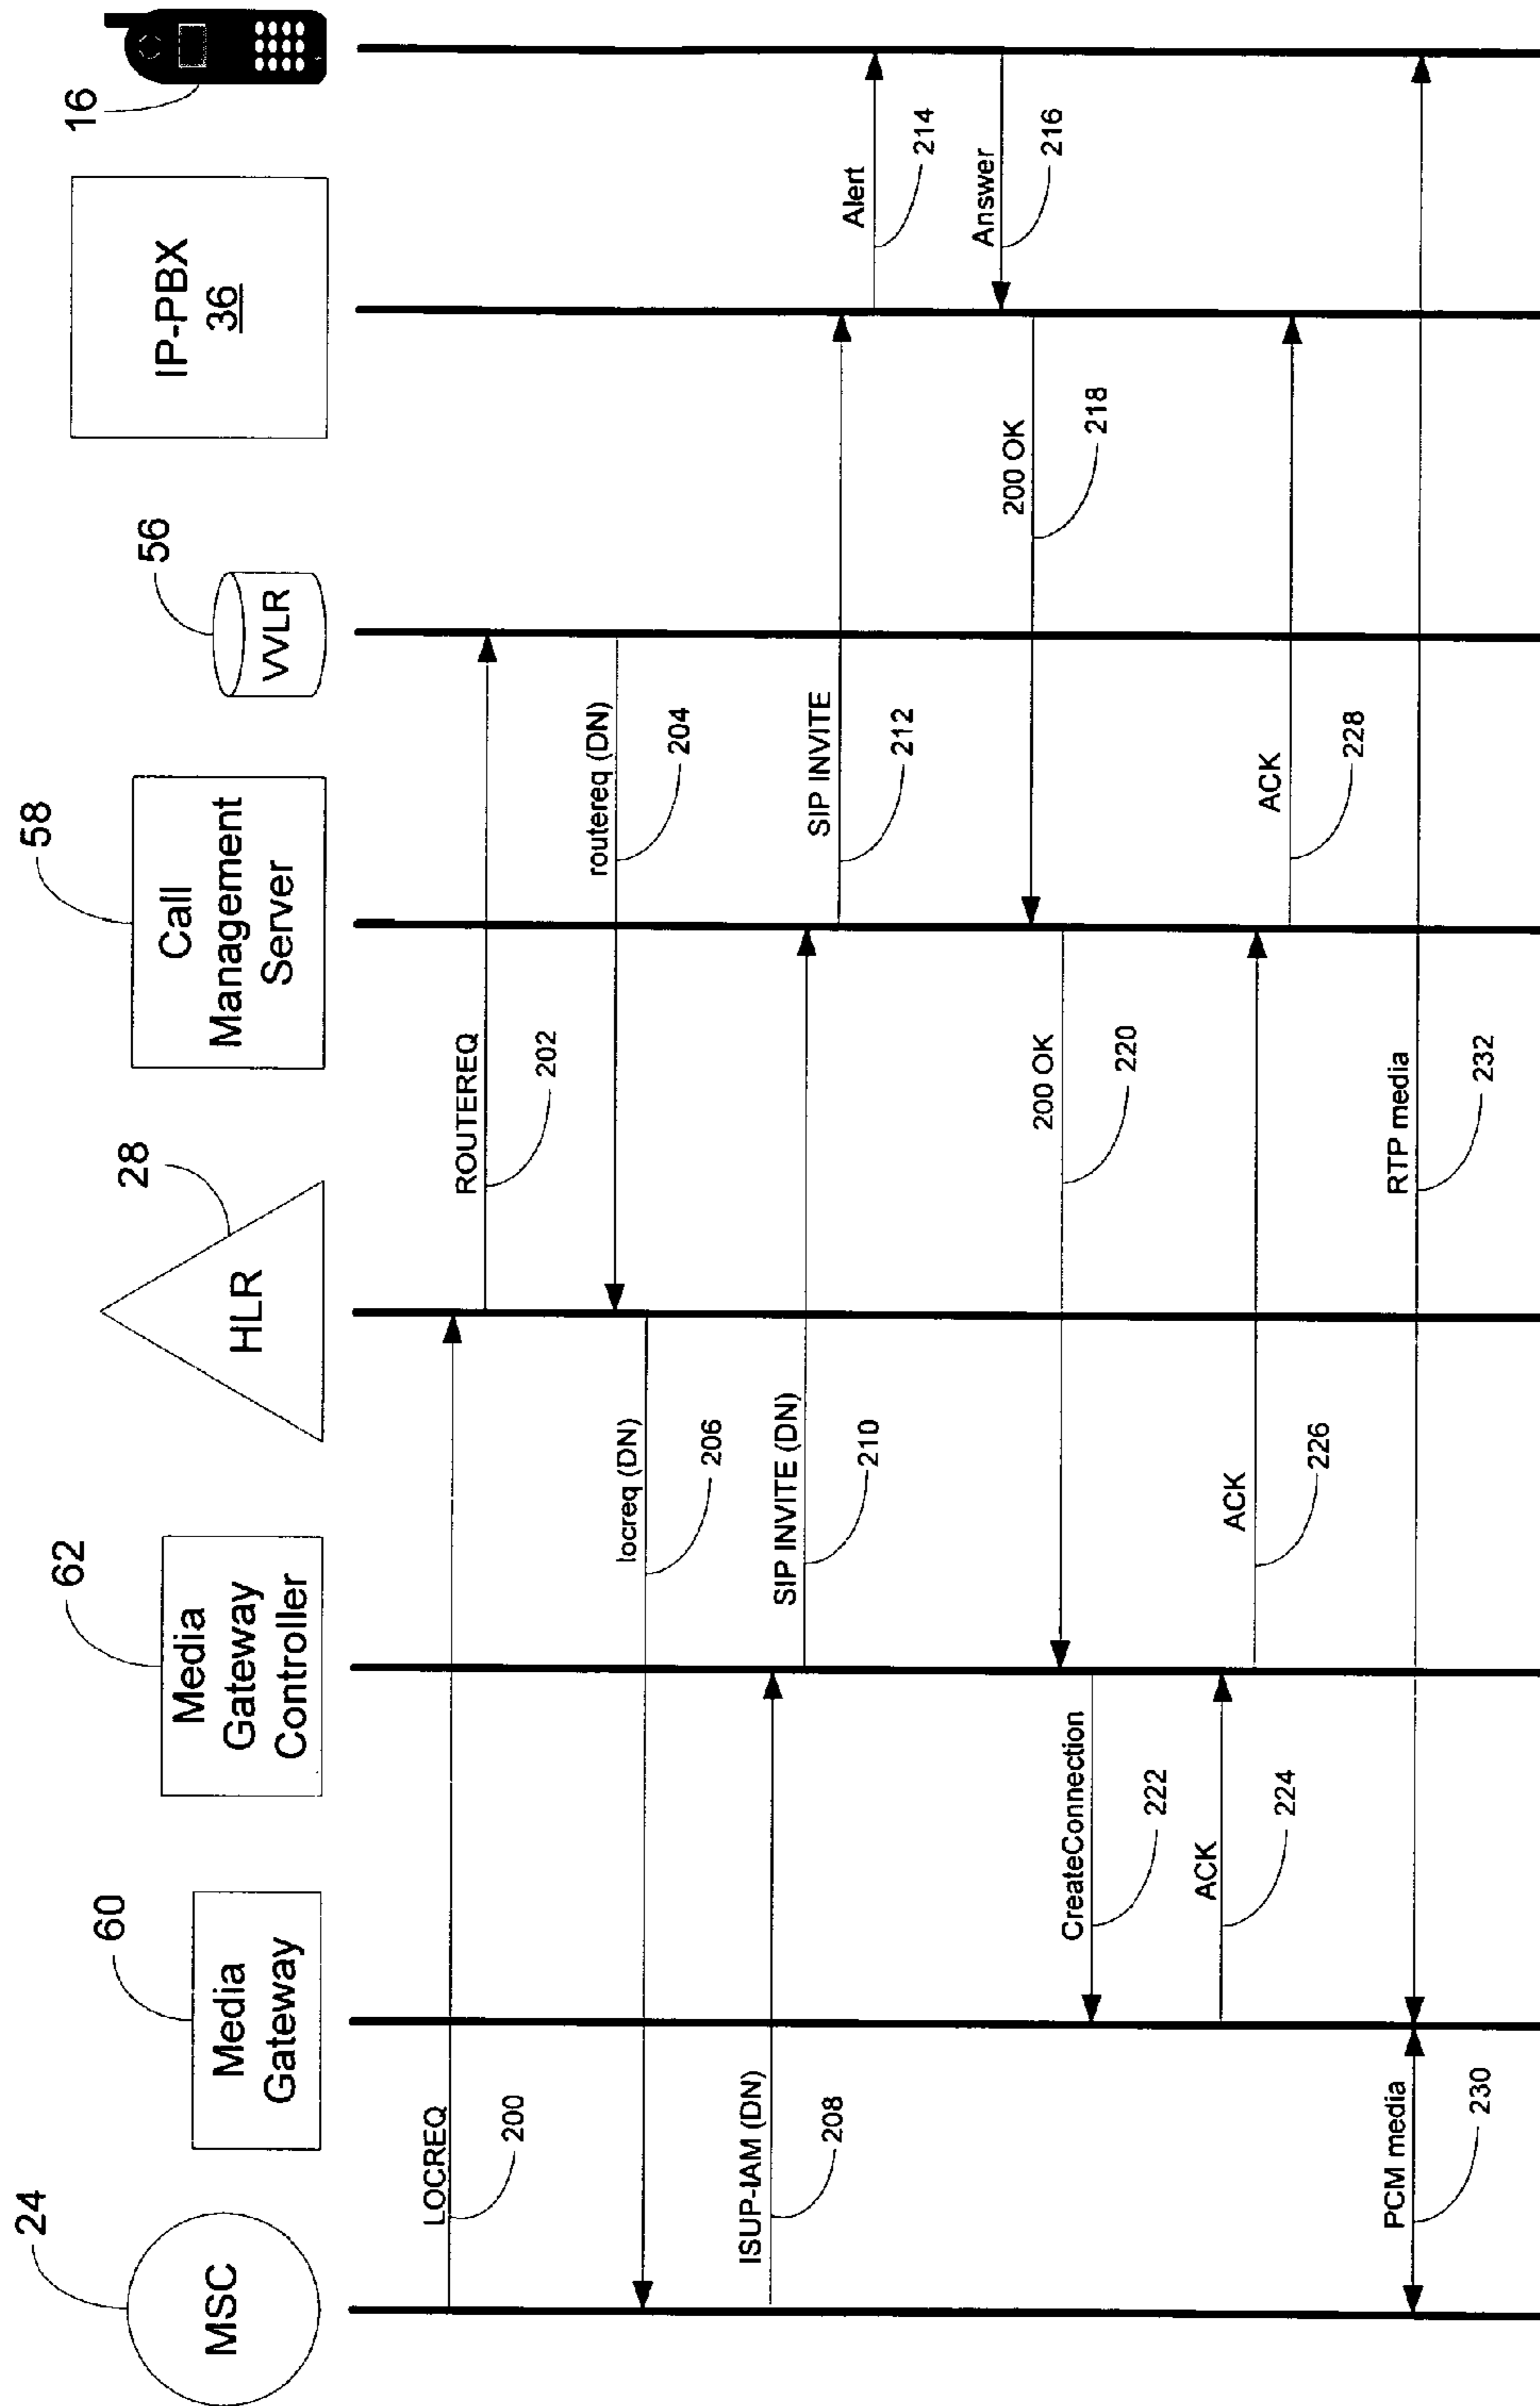 24
MSC
60
Media
Gateway
62
Media
Gateway
Controller
28
HLR
58
Call
Management
Server
56
VVLR
IP-PBX
36
16
LOCREQ
200
ROUTEREQ
202
routereq (DN)
204
locreq (DN)
206
ISUP-IAM (DN)
208
SIP INVITE (DN)
210
SIP INVITE
212
Alert
214
Answer
216
200 OK
218
200 OK
220
CreateConnection
222
ACK
224
ACK
226
ACK
228
PCM media
230
RTP media
232